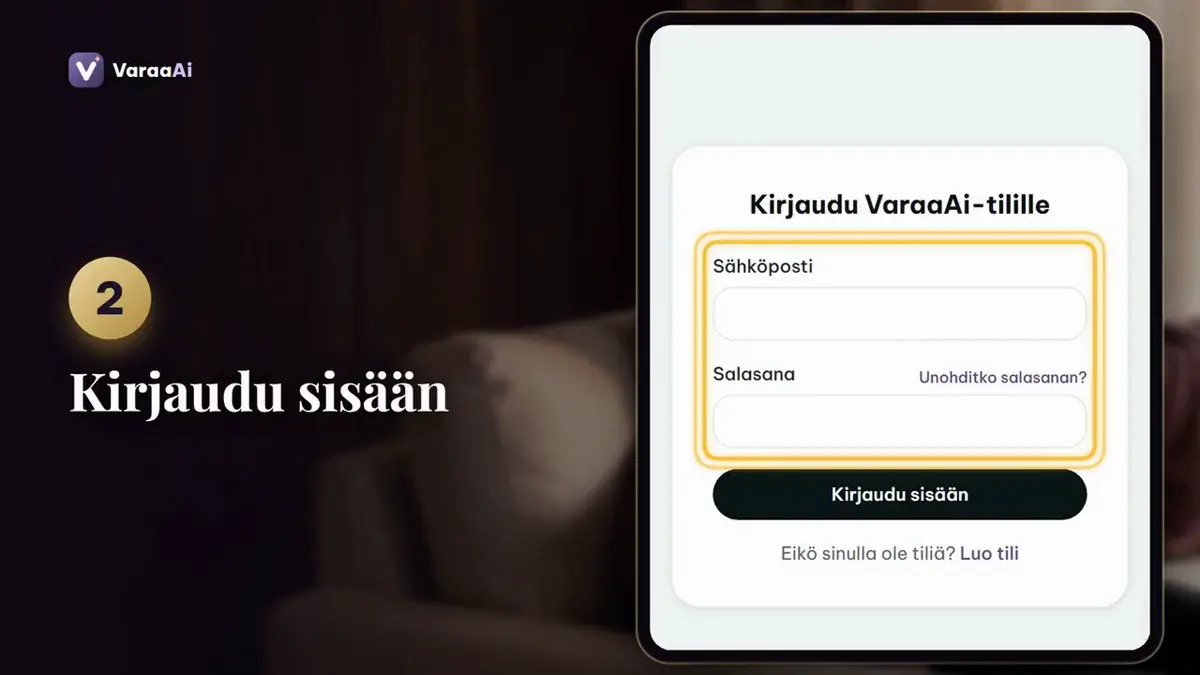 VaraaAi
2
Kirjaudu sisään
Kirjaudu VaraaAi-tilille
Sähköposti
Salasana
Unohditko salasanan?
Kirjaudu sisään
Eikö sinulla ole tiliä? Luo tili